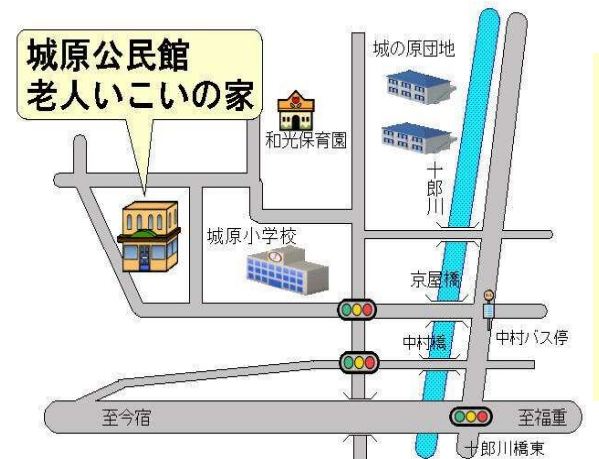 城原公民館
老人いこいの家
城の原団地
和光保育園
十郎川
城原小学校
京屋橋
中村橋
中村バス停
至今宿
至福重
十郎川橋東